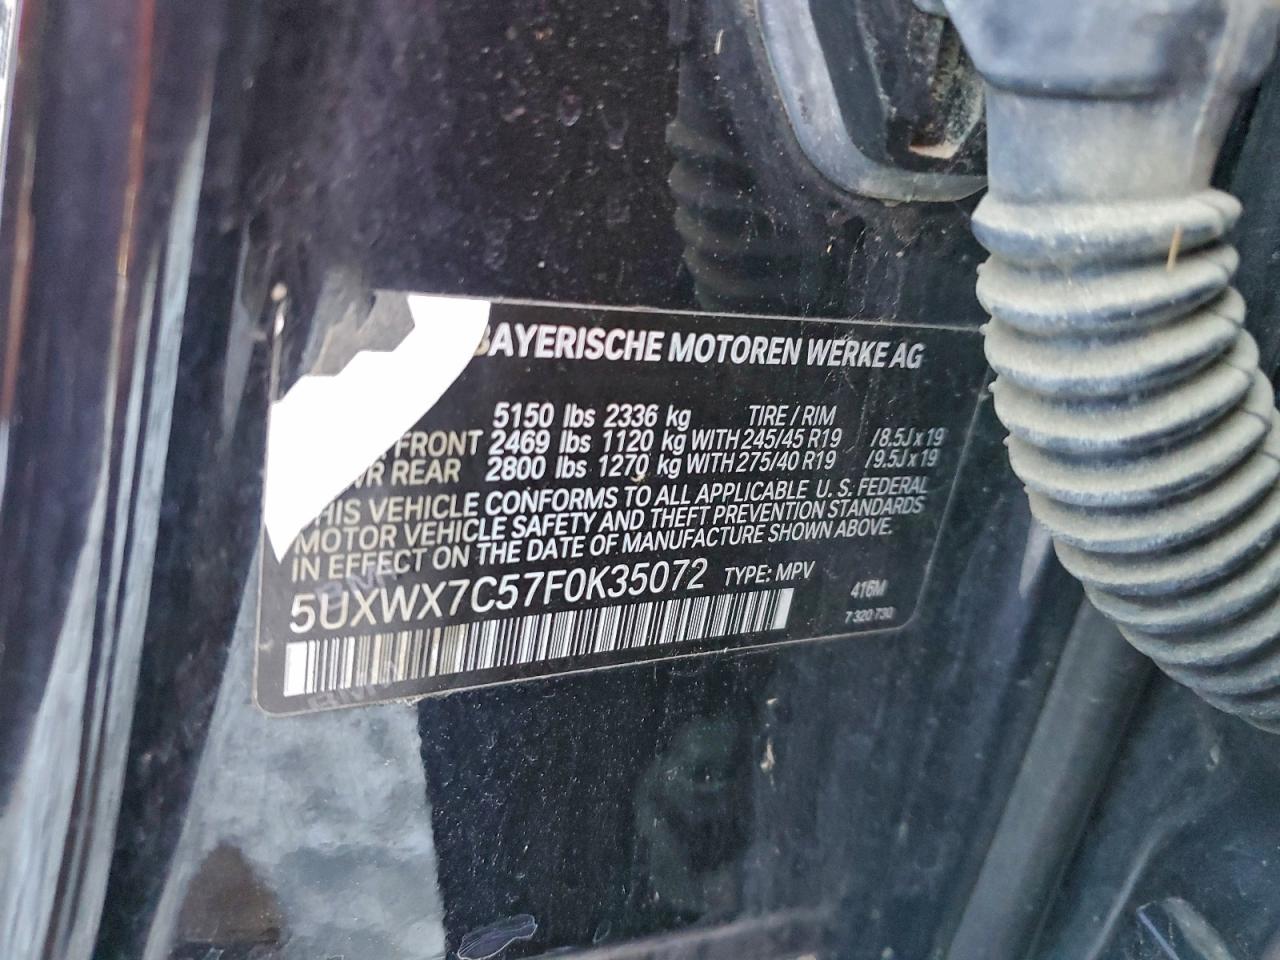 BAYERISCHE MOTOREN WERKE AG
5150 lbs 2336 kg TIRE / RIM
FRONT 2469 lbs 1120 kg WITH 245/45 R19 /8.5J x 19
REAR 2800 lbs 1270 kg WITH 275/40 R19 /9.5J x 19
THIS VEHICLE CONFORMS TO ALL APPLICABLE U.S. FEDERAL
MOTOR VEHICLE SAFETY AND THEFT PREVENTION STANDARDS
IN EFFECT ON THE DATE OF MANUFACTURE SHOWN ABOVE.
5UXWX7C57F0K35072 TYPE: MPV 416M
7 320 730